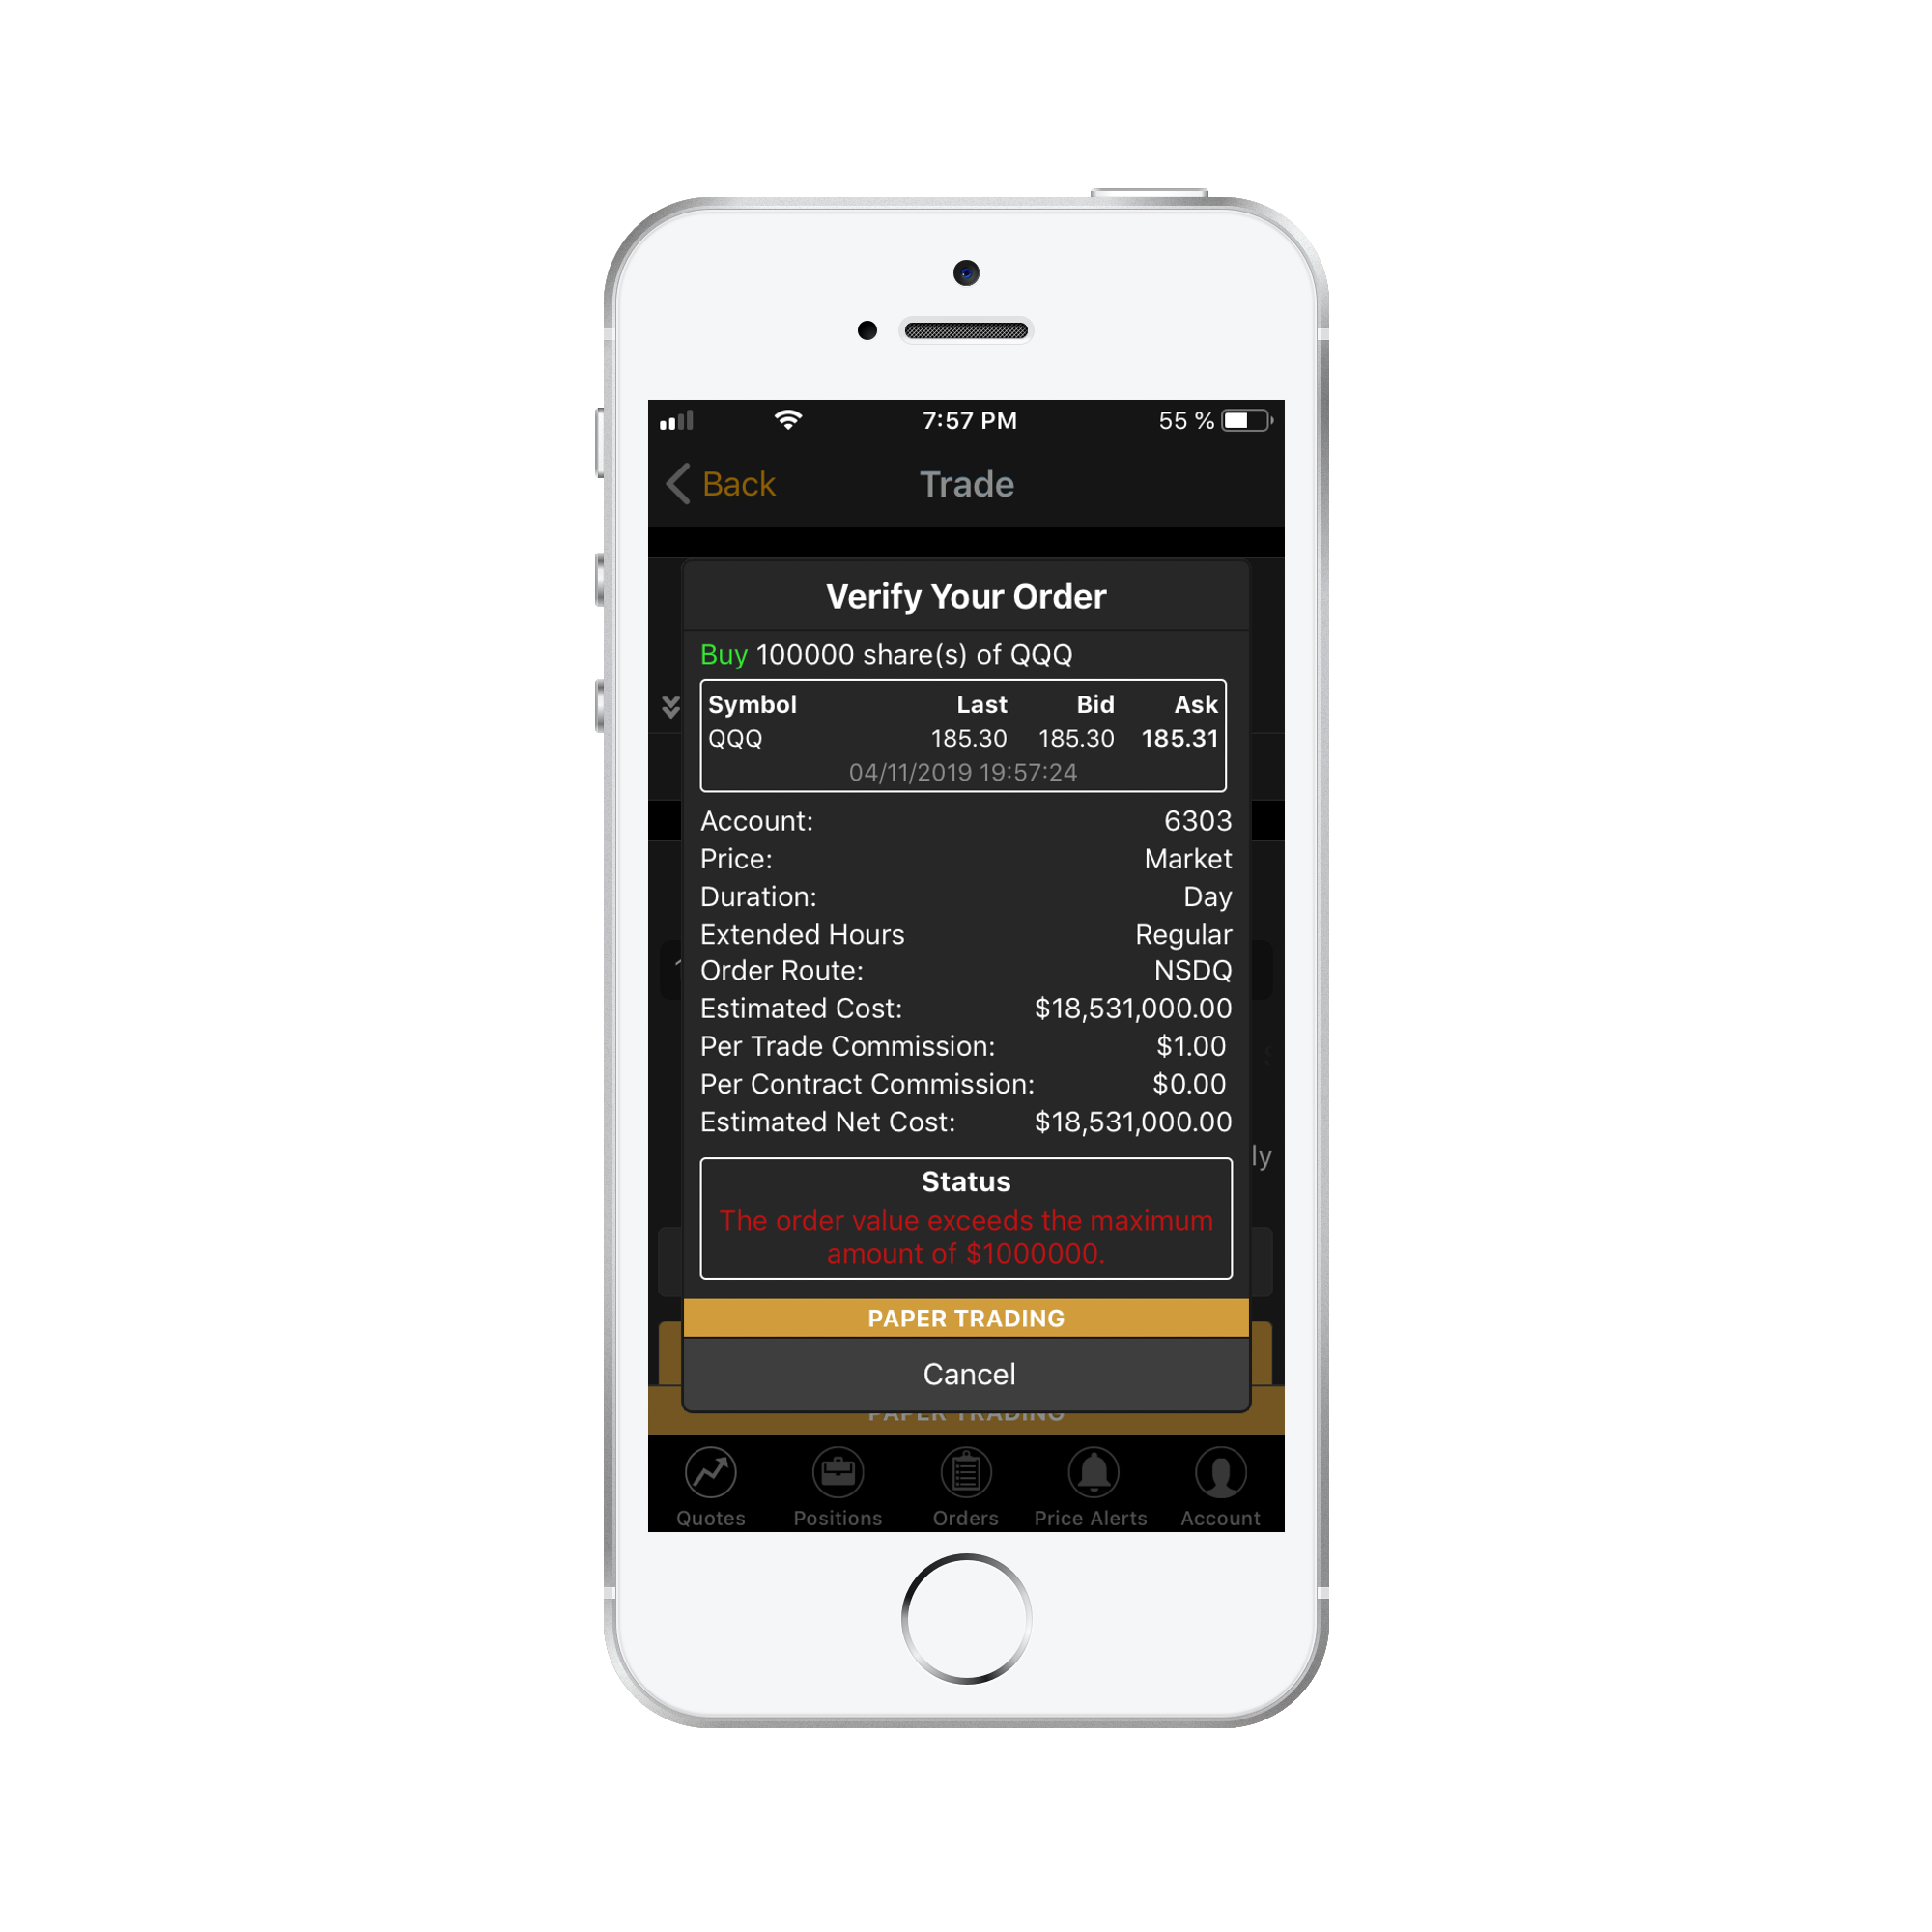 7:57 PM 55 %
Back Trade
Verify Your Order
Buy 100000 share(s) of QQQ
Symbol Last Bid Ask
QQQ 185.30 185.30 185.31
04/11/2019 19:57:24
Account: 6303
Price: Market
Duration: Day
Extended Hours Regular
Order Route: NSDQ
Estimated Cost: $18,531,000.00
Per Trade Commission: $1.00
Per Contract Commission: $0.00
Estimated Net Cost: $18,531,000.00
ly
Status
The order value exceeds the maximum
amount of $1000000.
PAPER TRADING
Cancel
PAPER TRADING
Quotes Positions Orders Price Alerts Account